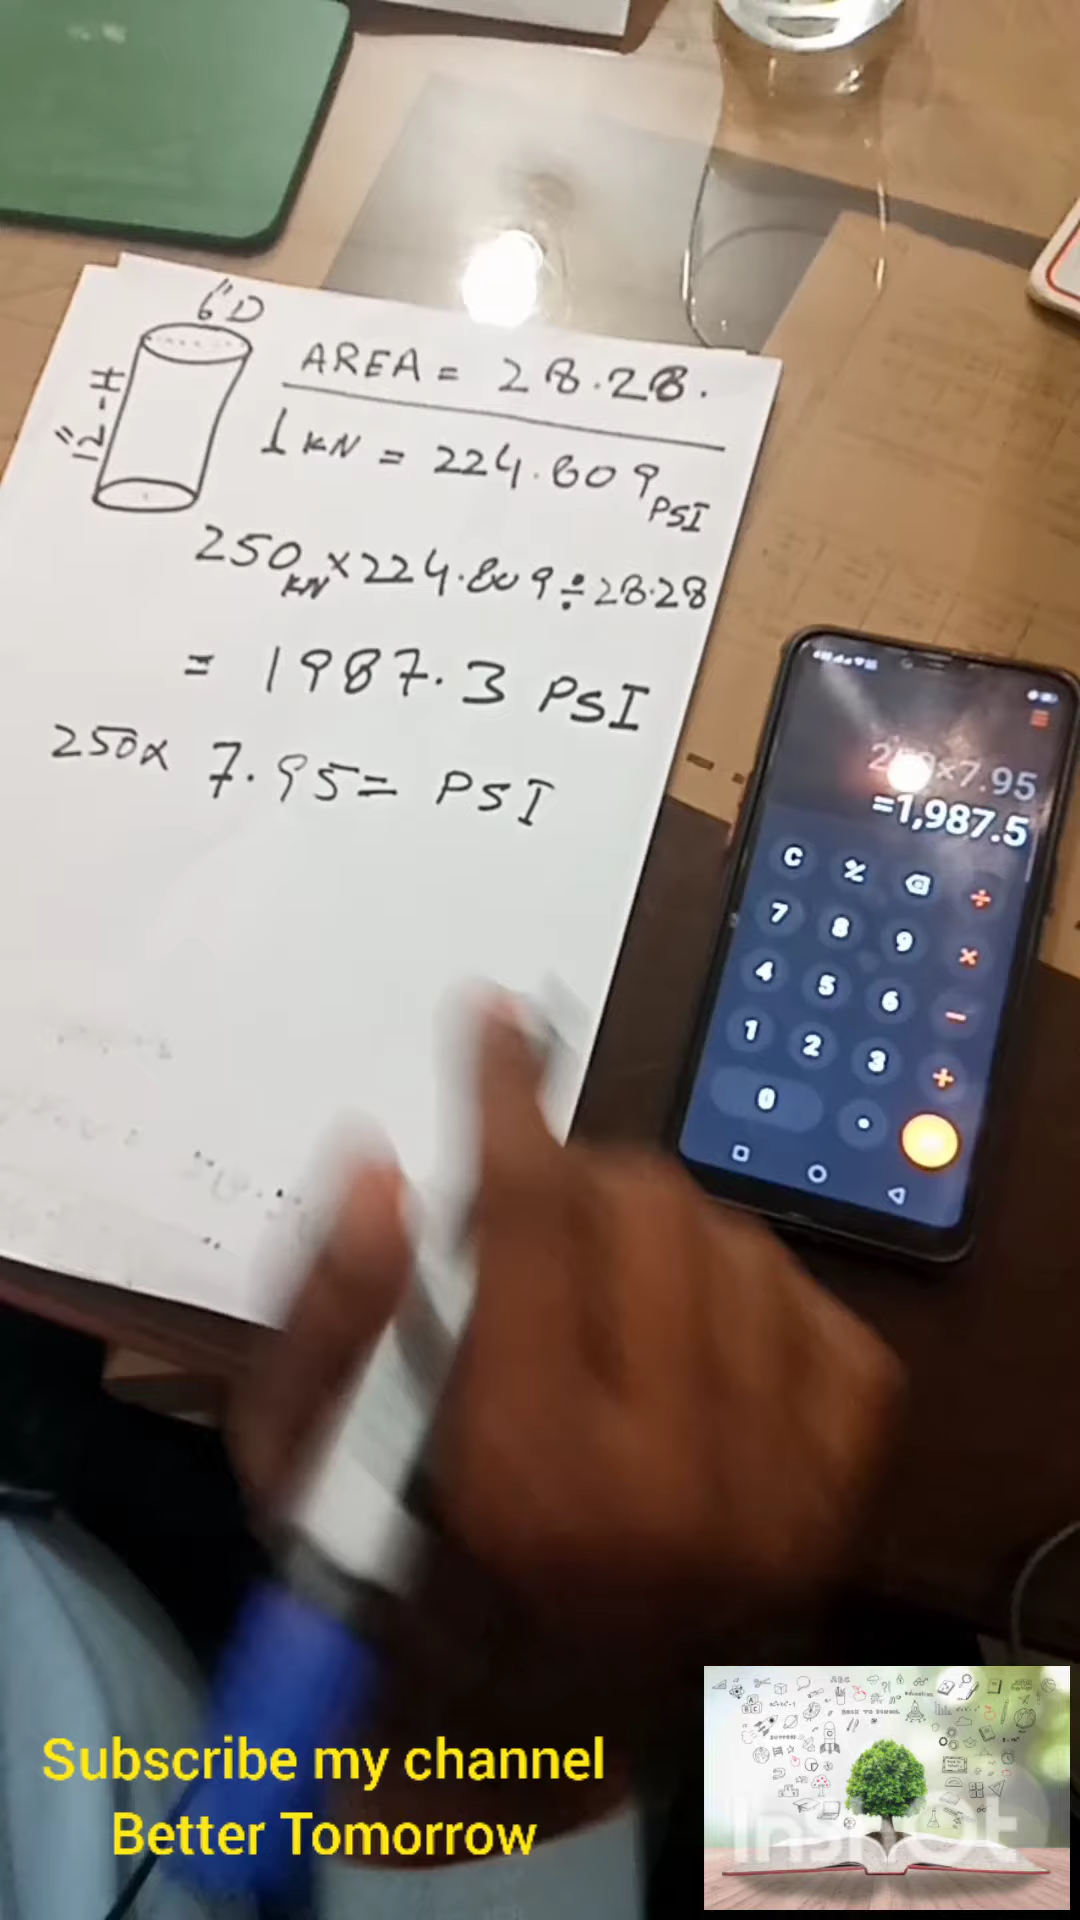 6" D
12" - H
AREA = 28.28.
1 KN = 224.809 PSI
250 KN × 224.809 ÷ 28.28
= 1987.3 PSI
250 × 7.95 = PSI
×7.95
=1,987.5
C % ÷
7 8 9 ×
4 5 6 −
1 2 3 +
0 .
Subscribe my channel
Better Tomorrow
InShOt